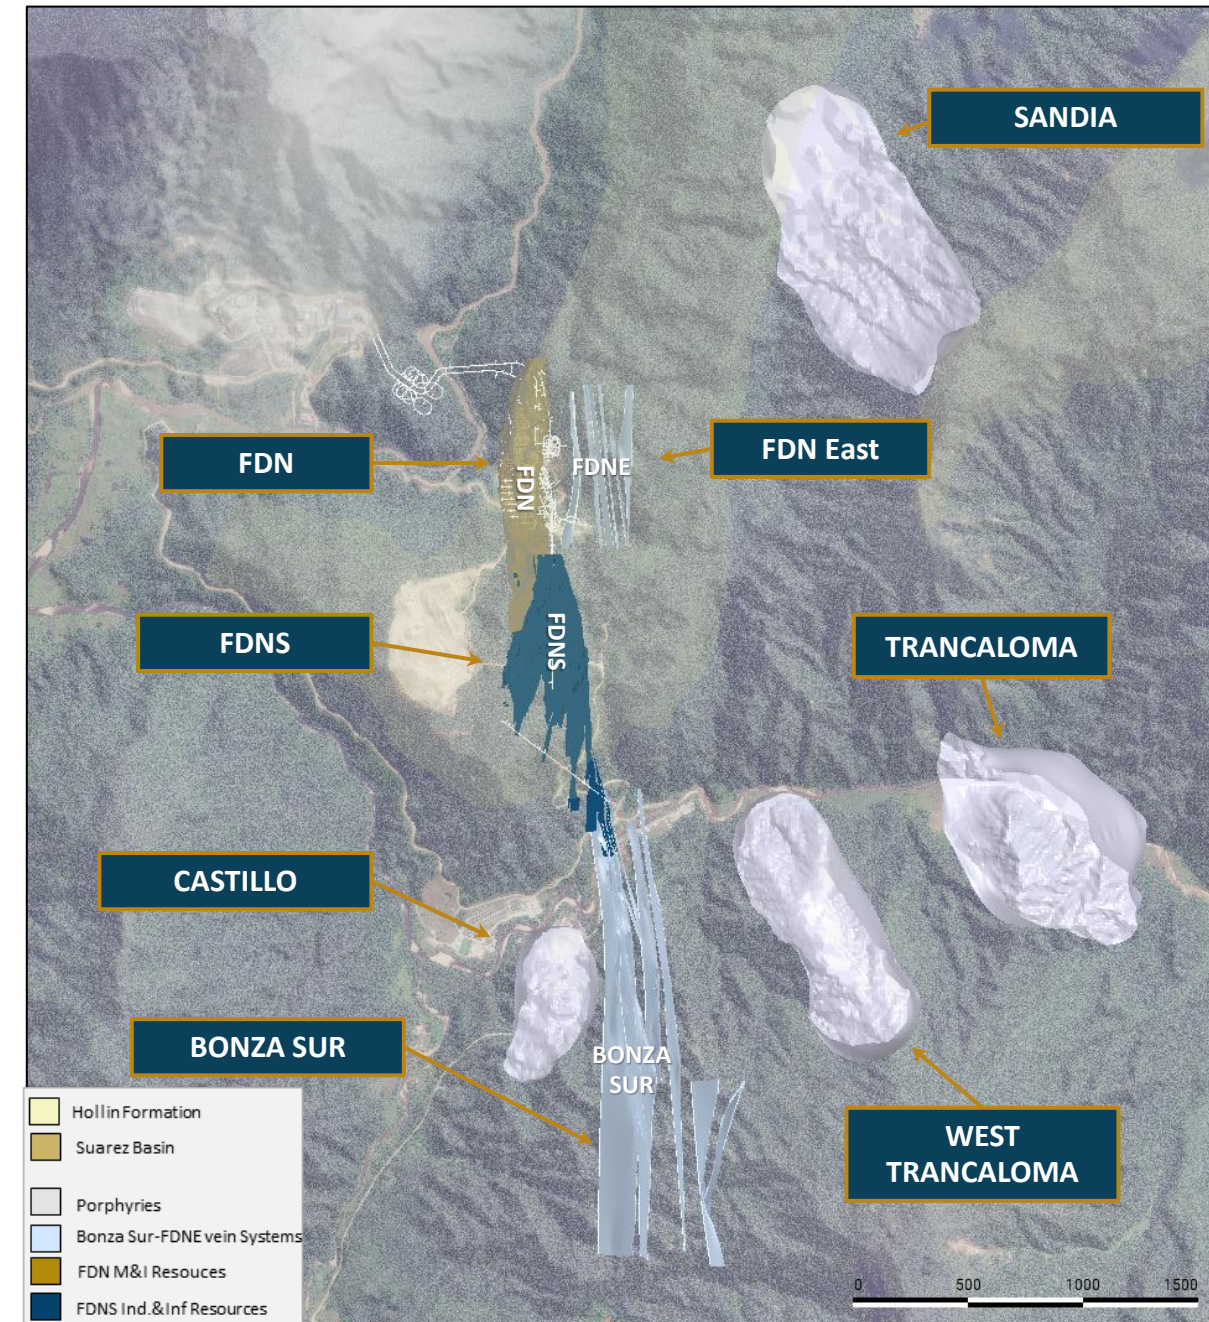 SANDIA
FDN
FDN
FDNE
FDN East
FDNS
FDNS
TRANCALOMA
CASTILLO
BONZA SUR
BONZA
SUR
WEST
TRANCALOMA
Hollin Formation
Suarez Basin
Porphyries
Bonza Sur-FDNE vein Systems
FDN M&I Resouces
FDNS Ind.&Inf Resources
0 500 1000 1500